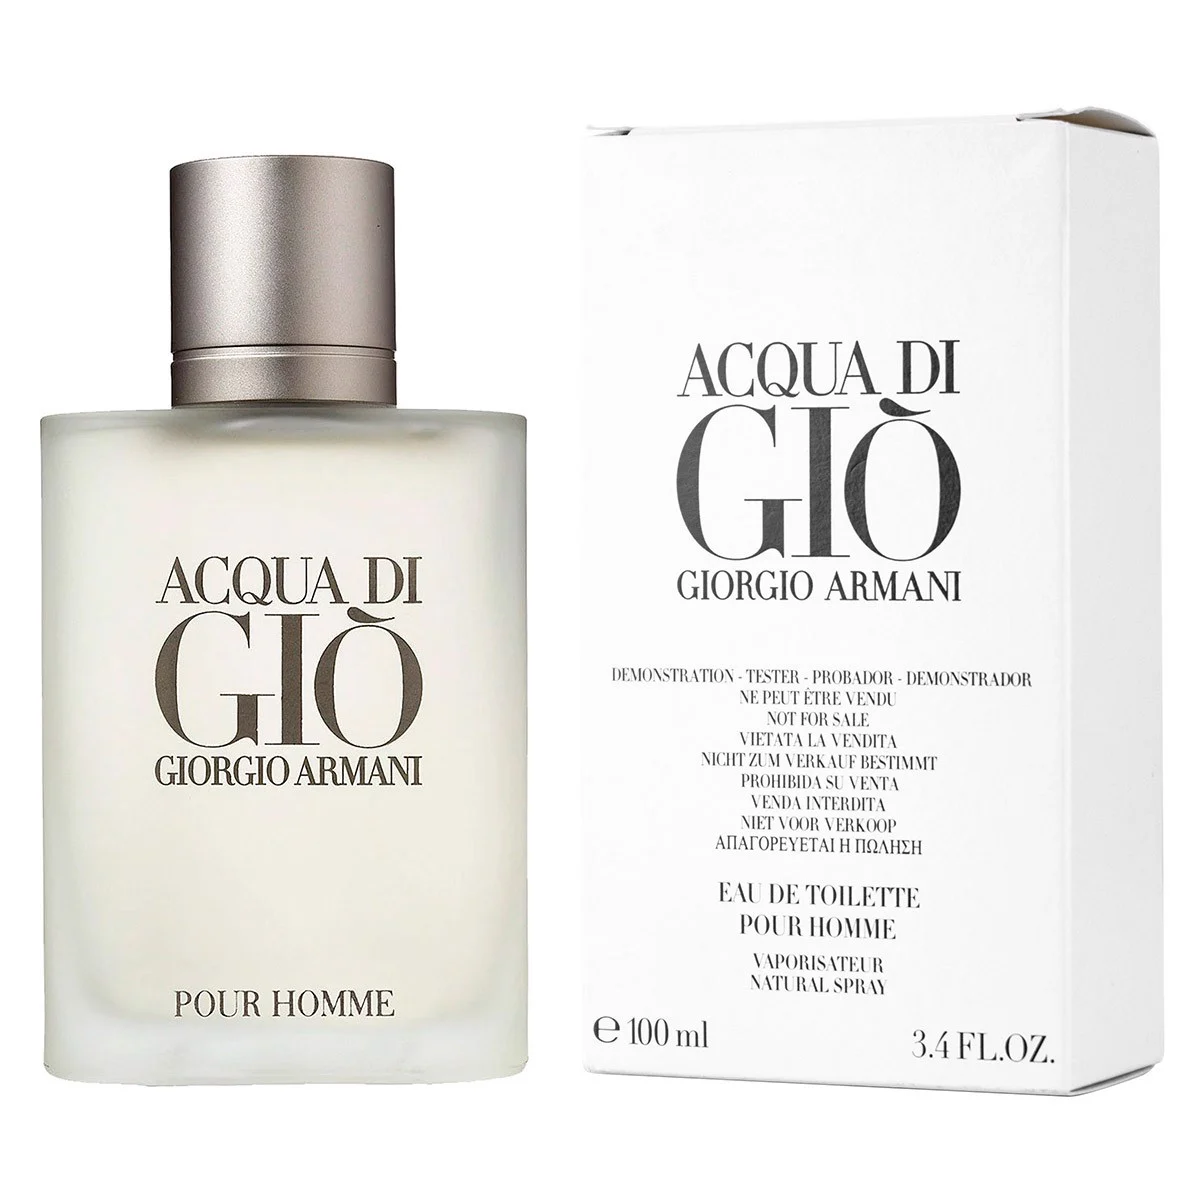 ACQUA DI
GIÒ
GIORGIO ARMANI
POUR HOMME
ACQUA DI
GIÒ
GIORGIO ARMANI
DEMONSTRATION - TESTER - PROBADOR - DEMONSTRADOR
NE PEUT ÊTRE VENDU
NOT FOR SALE
VIETATA LA VENDITA
NICHT ZUM VERKAUF BESTIMMT
PROHIBIDA SU VENTA
VENDA INTERDITA
NIET VOOR VERKOOP
ΑΠΑΓΟΡΕΥΕΤΑΙ Η ΠΩΛΗΣΗ
EAU DE TOILETTE
POUR HOMME
VAPORISATEUR
NATURAL SPRAY
℮ 100 ml
3.4 FL.OZ.